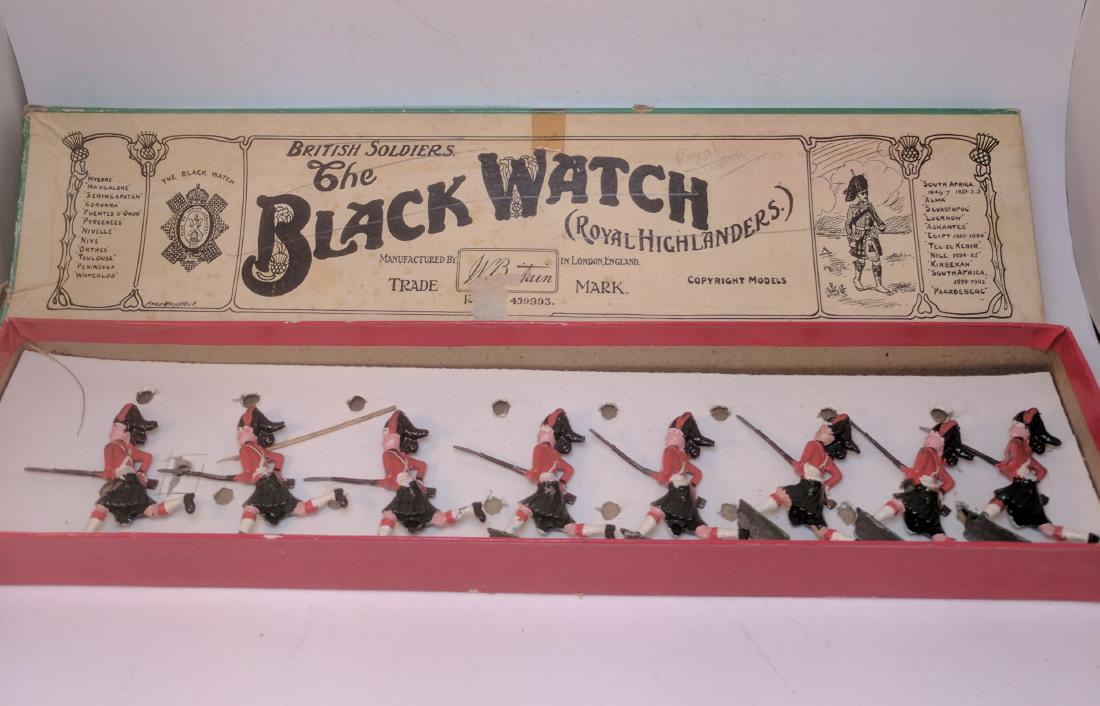 BRITISH SOLDIERS.
The
BLACK WATCH
(ROYAL HIGHLANDERS.)
MANUFACTURED BY
IN LONDON, ENGLAND.
TRADE
MARK.
459993.
COPYRIGHT MODELS
"MYSORE"
"MANGALORE"
"SERINGAPATAM"
"CORUNNA"
"FUENTES D'ONOR"
"PYRENEES"
"NIVELLE"
"NIVE"
"ORTHES"
"TOULOUSE"
"PENINSULA"
"WATERLOO"
THE BLACK WATCH
"SOUTH AFRICA,
1846-7 1851-2-3
"ALMA"
"SEVASTOPOL"
"LUCKNOW"
"ASHANTEE"
"EGYPT 1882-1884"
"TEL EL KEBIR"
"NILE 1884-85"
"KIRBEKAN"
"SOUTH AFRICA,
1899-1902"
"PAARDEBERG"
Royal